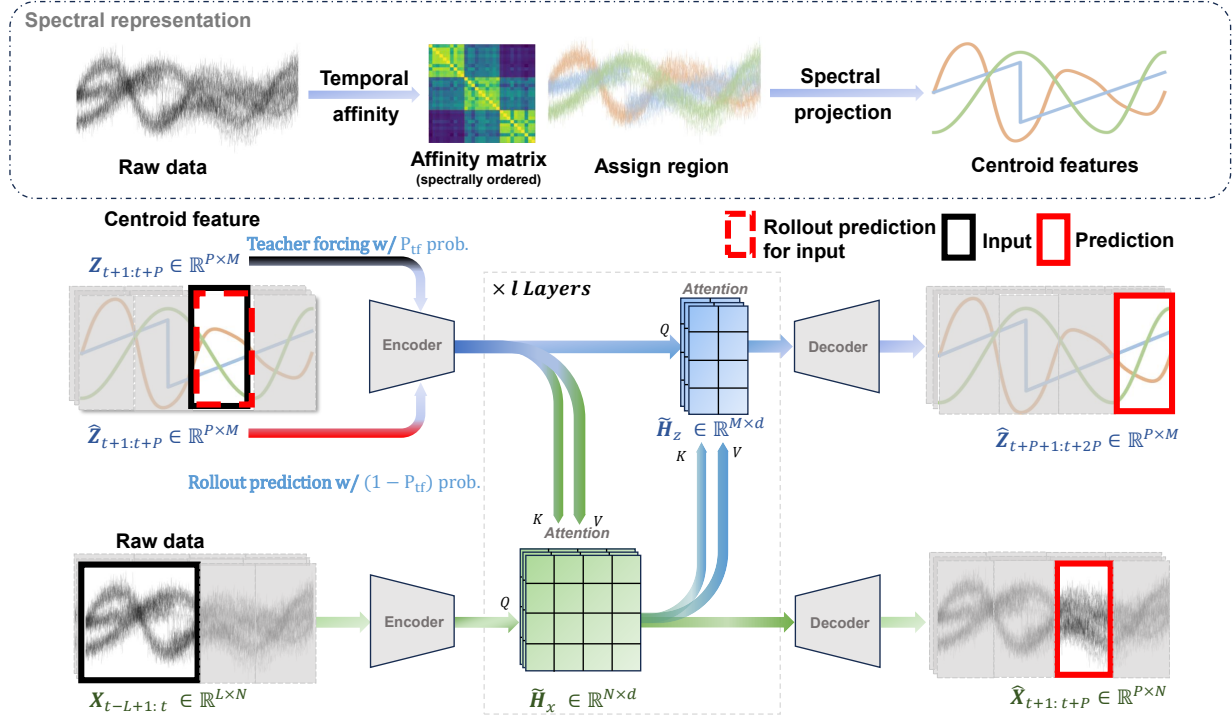 Spectral representation
Temporal
affinity
Spectral
projection
Raw data
Affinity matrix
(spectrally ordered)
Assign region
Centroid features
Centroid feature
Teacher forcing w/ P_tf prob.
Rollout prediction
for input
Input
Prediction
Z_{t+1:t+P} ∈ ℝ^{P×M}
× l Layers
Attention
Q
Encoder
Decoder
Ẑ_{t+1:t+P} ∈ ℝ^{P×M}
H̃_z ∈ ℝ^{M×d}
Ẑ_{t+P+1:t+2P} ∈ ℝ^{P×M}
K
V
Rollout prediction w/ (1 − P_tf) prob.
K
V
Attention
Raw data
Q
Encoder
Decoder
X_{t−L+1: t} ∈ ℝ^{L×N}
H̃_x ∈ ℝ^{N×d}
X̂_{t+1: t+P} ∈ ℝ^{P×N}